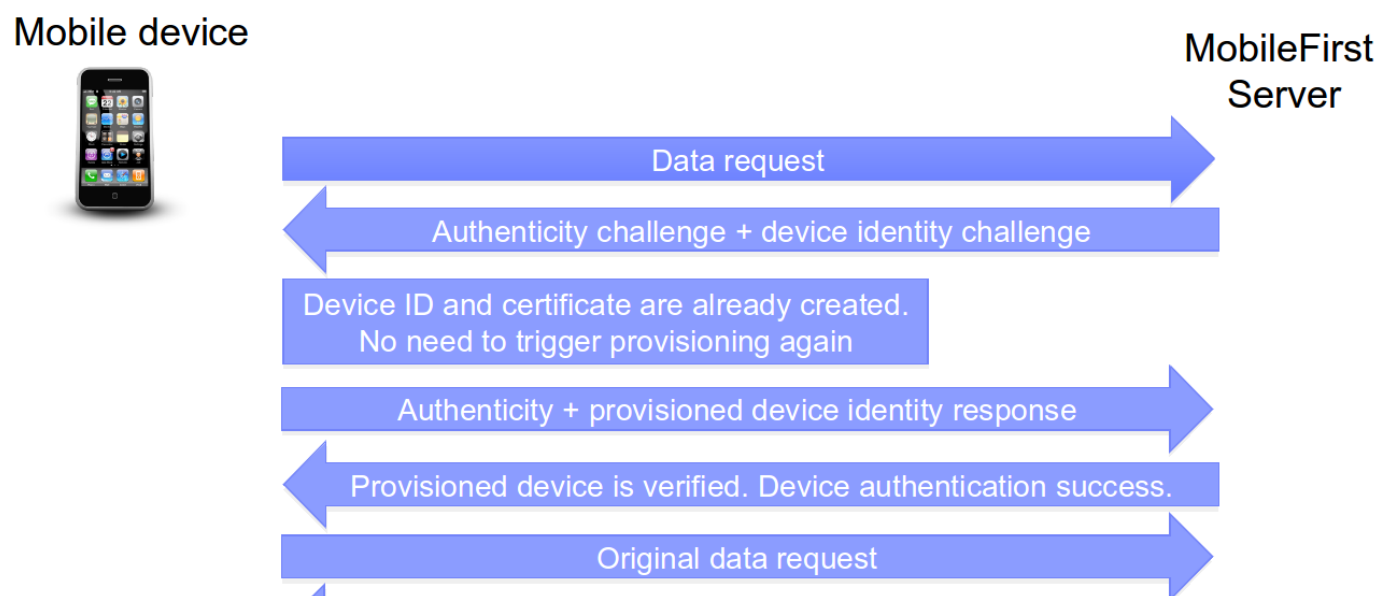 Mobile device
MobileFirst
Server
Data request
Authenticity challenge + device identity challenge
Device ID and certificate are already created.
No need to trigger provisioning again
Authenticity + provisioned device identity response
Provisioned device is verified. Device authentication success.
Original data request